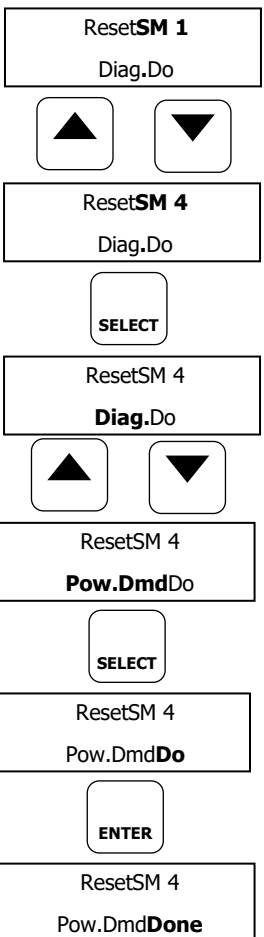 ResetSM 1
Diag.Do
ResetSM 4
Diag.Do
SELECT
ResetSM 4
Diag.Do
ResetSM 4
Pow.DmdDo
SELECT
ResetSM 4
Pow.DmdDo
ENTER
ResetSM 4
Pow.DmdDone